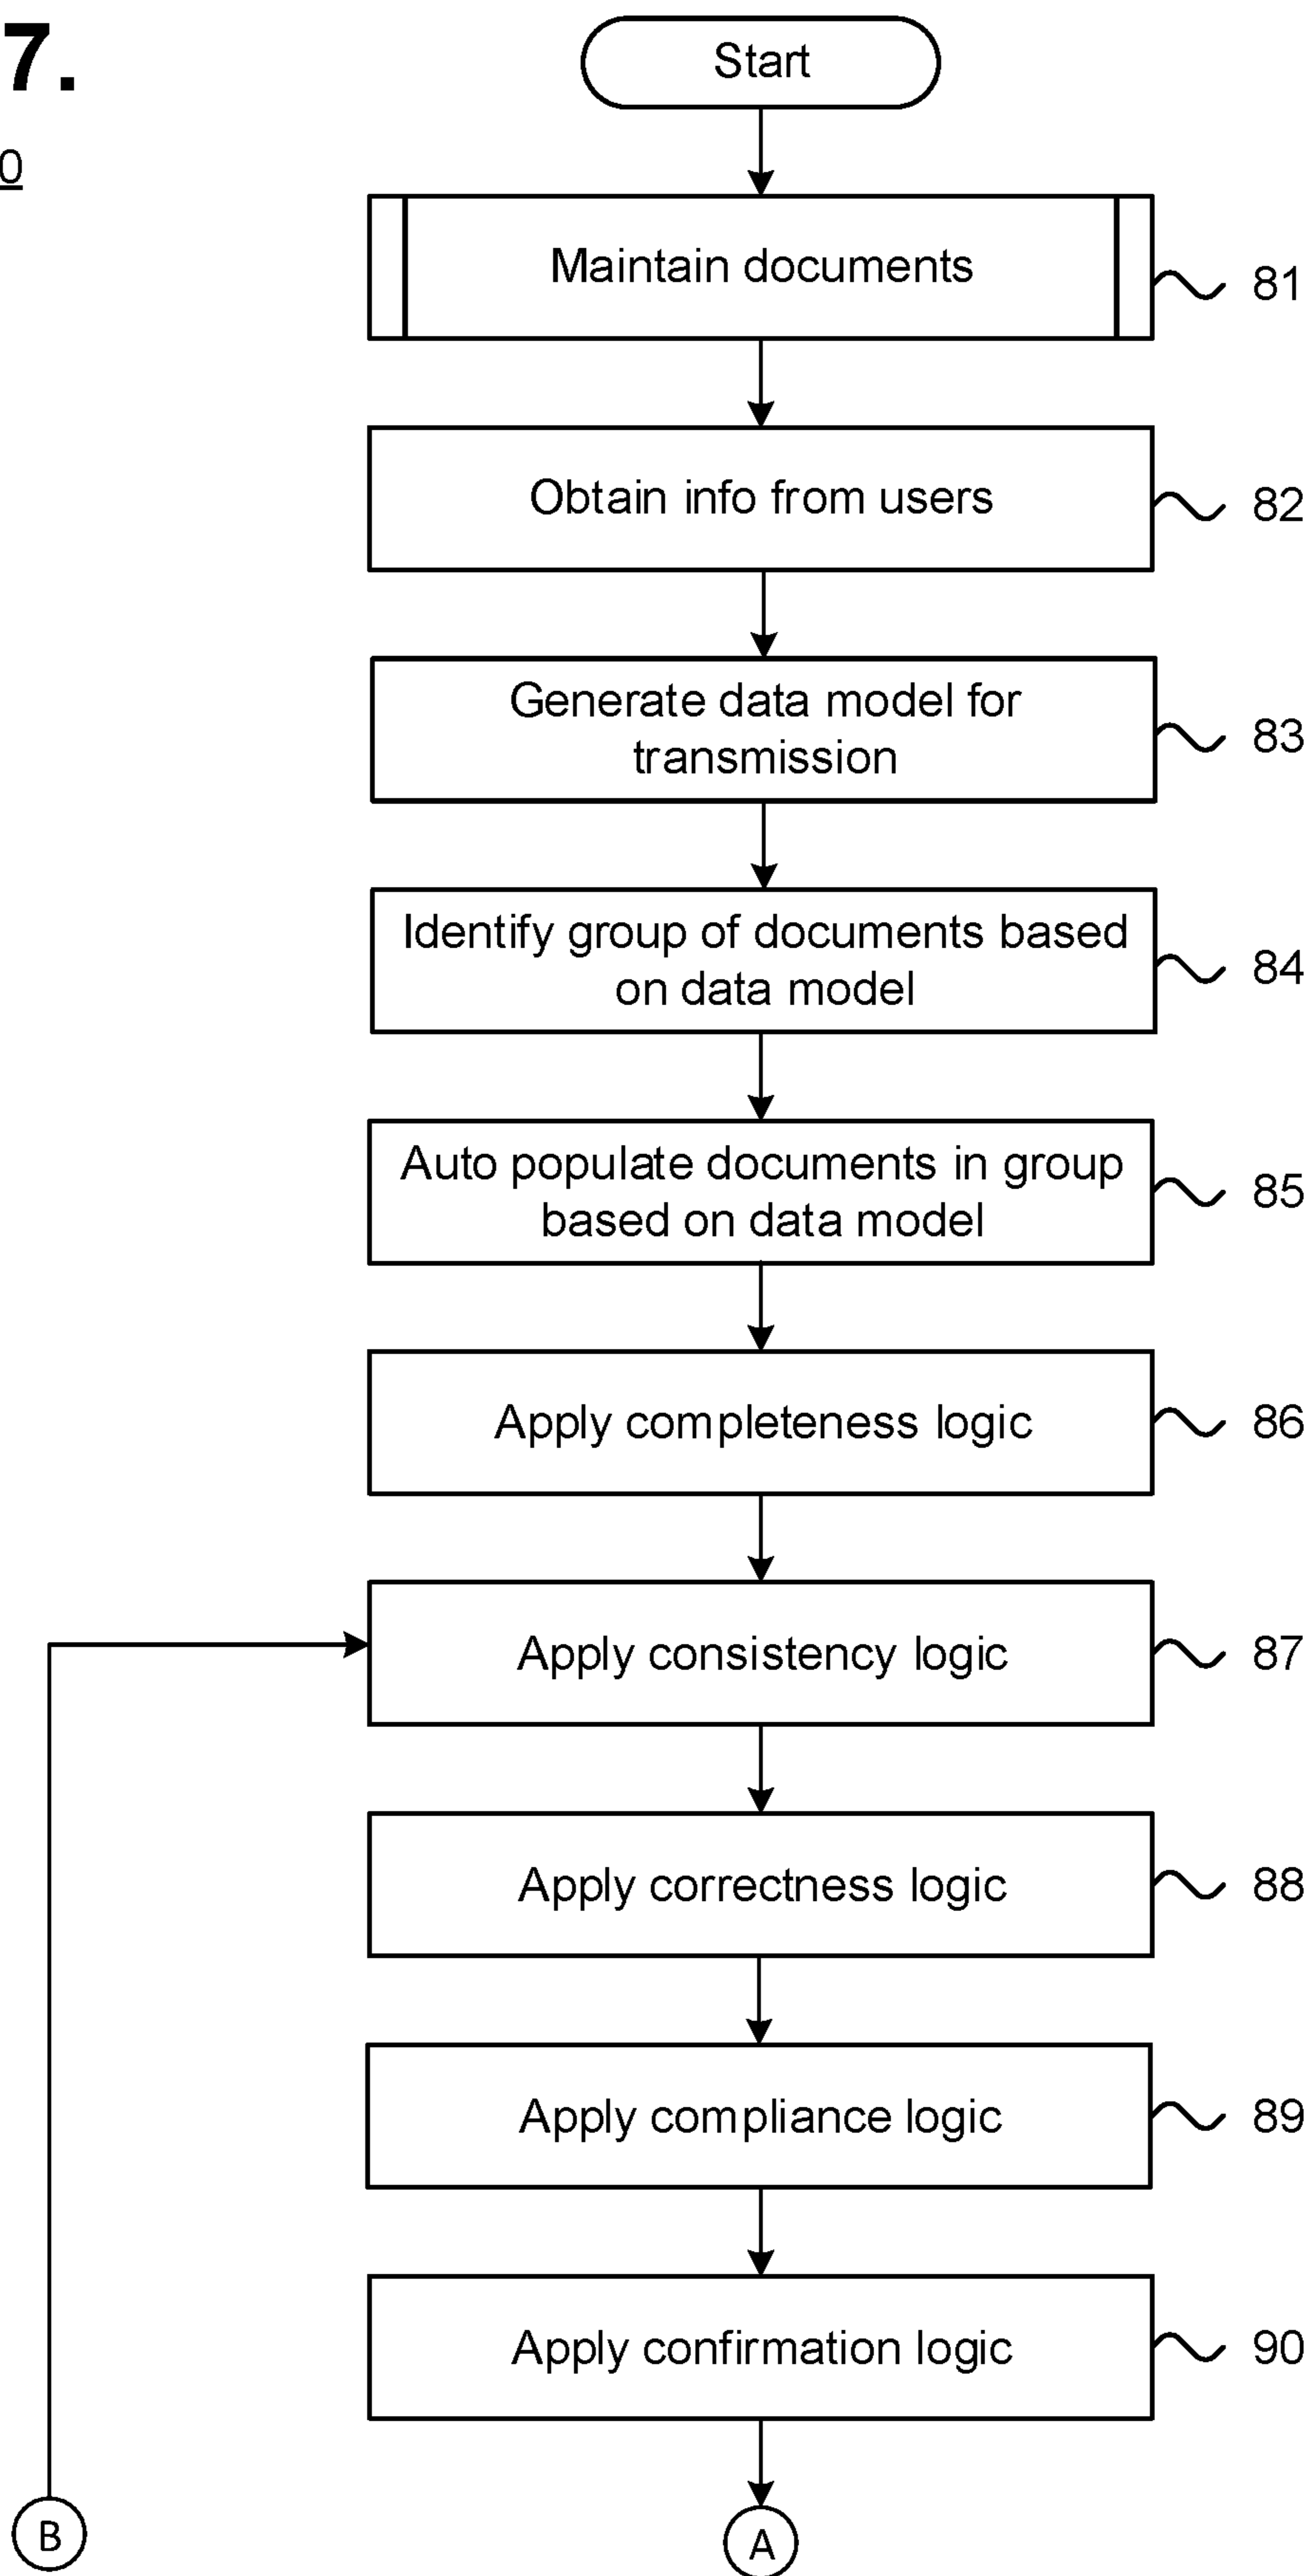 7.
0
Start
Maintain documents
81
Obtain info from users
82
Generate data model for
transmission
83
Identify group of documents based
on data model
84
Auto populate documents in group
based on data model
85
Apply completeness logic
86
Apply consistency logic
87
Apply correctness logic
88
Apply compliance logic
89
Apply confirmation logic
90
B
A